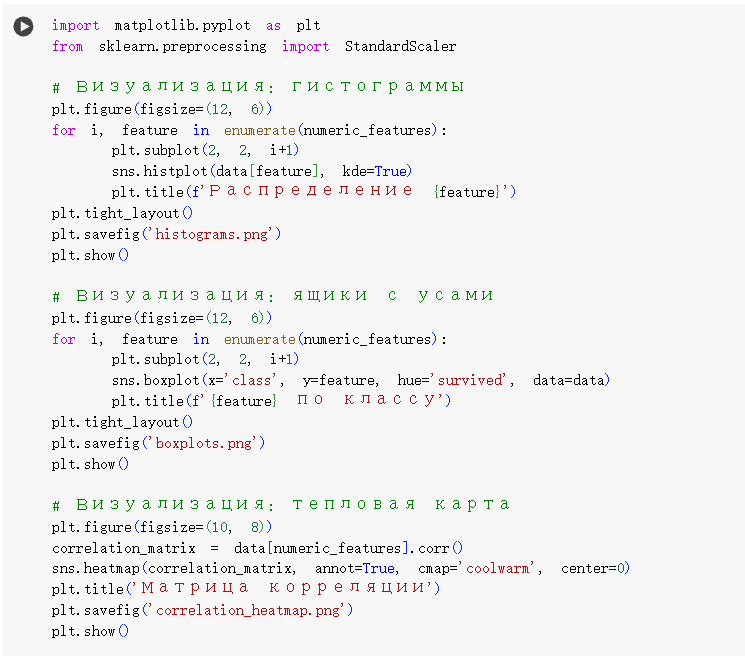 import matplotlib.pyplot as plt
from sklearn.preprocessing import StandardScaler

# Визуализация: гистограммы
plt.figure(figsize=(12, 6))
for i, feature in enumerate(numeric_features):
    plt.subplot(2, 2, i+1)
    sns.histplot(data[feature], kde=True)
    plt.title(f'Распределение {feature}')
plt.tight_layout()
plt.savefig('histograms.png')
plt.show()

# Визуализация: ящики с усами
plt.figure(figsize=(12, 6))
for i, feature in enumerate(numeric_features):
    plt.subplot(2, 2, i+1)
    sns.boxplot(x='class', y=feature, hue='survived', data=data)
    plt.title(f'{feature} по классу')
plt.tight_layout()
plt.savefig('boxplots.png')
plt.show()

# Визуализация: тепловая карта
plt.figure(figsize=(10, 8))
correlation_matrix = data[numeric_features].corr()
sns.heatmap(correlation_matrix, annot=True, cmap='coolwarm', center=0)
plt.title('Матрица корреляции')
plt.savefig('correlation_heatmap.png')
plt.show()